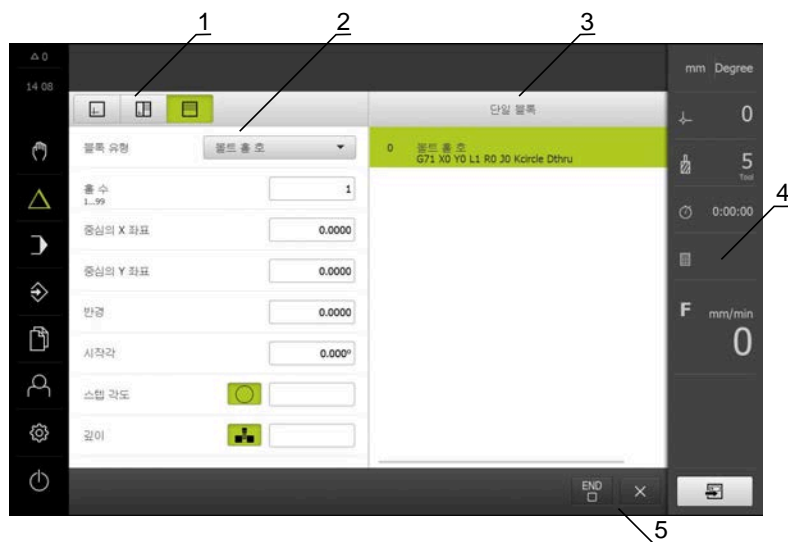 1
2
3
0
14 08
mm Degree
단일 블록
0
블록 유형
볼트 홀 호
0 볼트 홀 호
G71 X0 Y0 L1 R0 J0 Kcircle Dthru
5
Tool
홀 수
1...99
1
4
0:00:00
중심의 X 좌표
0.0000
중심의 Y 좌표
0.0000
반경
0.0000
F mm/min
0
시작각
0.000º
스텝 각도
깊이
END
5